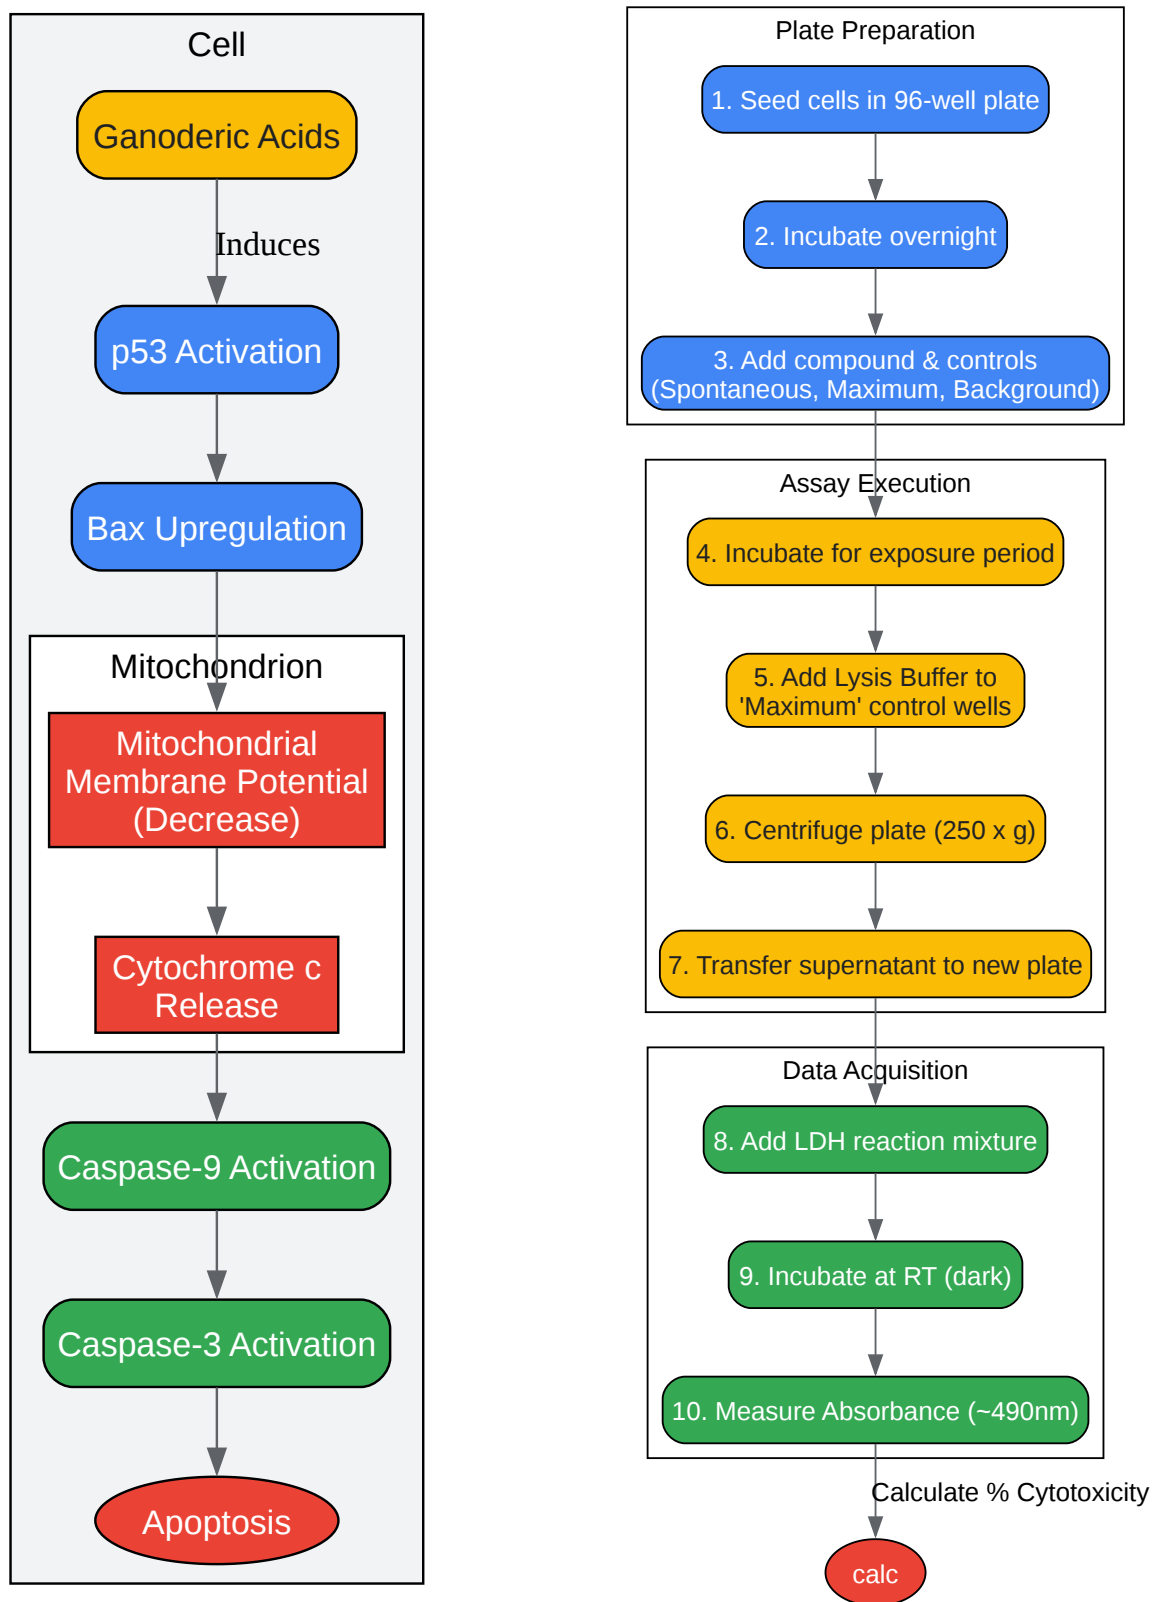 Cell
Ganoderic Acids
Induces
p53 Activation
Bax Upregulation
Mitochondrion
Mitochondrial
Membrane Potential
(Decrease)
Cytochrome c
Release
Caspase-9 Activation
Caspase-3 Activation
Apoptosis
Plate Preparation
1. Seed cells in 96-well plate
2. Incubate overnight
3. Add compound & controls
(Spontaneous, Maximum, Background)
Assay Execution
4. Incubate for exposure period
5. Add Lysis Buffer to
'Maximum' control wells
6. Centrifuge plate (250 x g)
7. Transfer supernatant to new plate
Data Acquisition
8. Add LDH reaction mixture
9. Incubate at RT (dark)
10. Measure Absorbance (~490nm)
Calculate % Cytotoxicity
calc